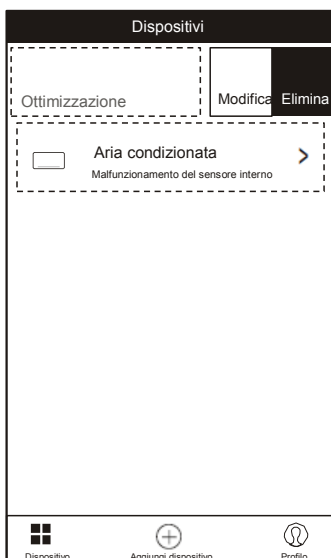 Dispositivi
Ottimizzazione
Modifica Elimina
Aria condizionata
Malfunzionamento del sensore interno
Dispositivo Aggiungi dispositivo Profilo